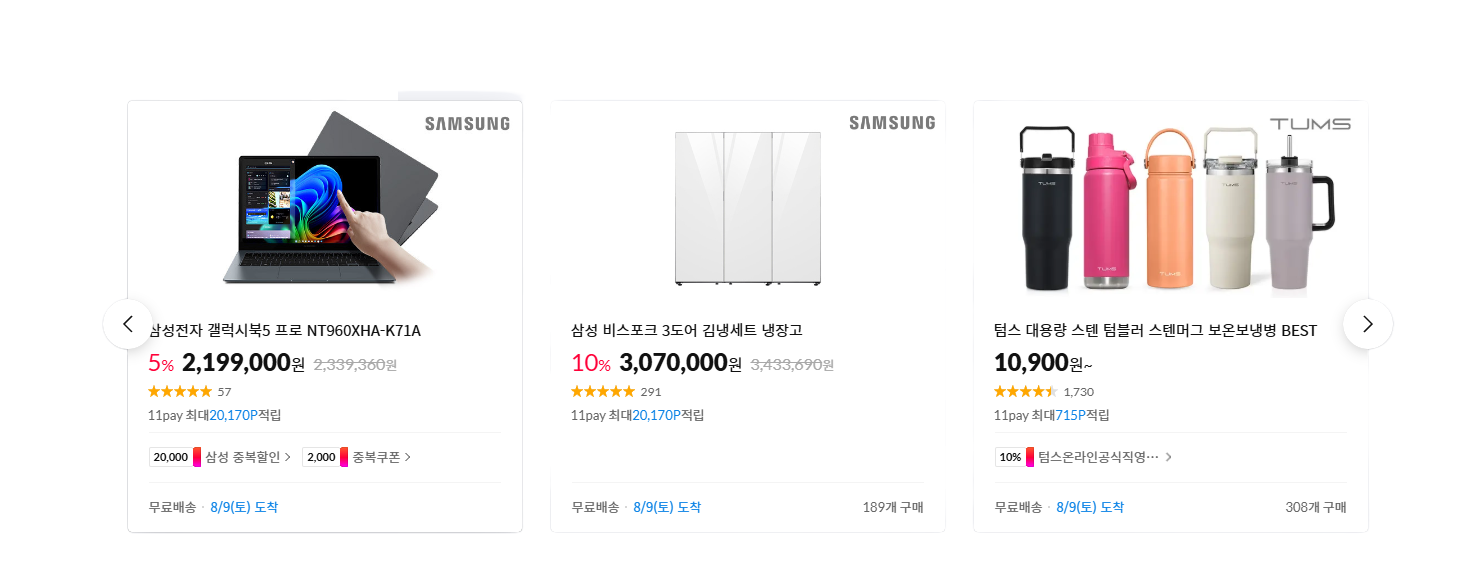 SAMSUNG
삼성전자 갤럭시북5 프로 NT960XHA-K71A
5% 2,199,000원 2,339,360원
57
11pay 최대20,170P적립
20,000 삼성 중복할인 2,000 중복쿠폰
무료배송 · 8/9(토) 도착
SAMSUNG
삼성 비스포크 3도어 김냉세트 냉장고
10% 3,070,000원 3,433,690원
291
11pay 최대20,170P적립
무료배송 · 8/9(토) 도착 189개 구매
TUMS
TUMS
TUMS
TUMS
TUMS
TUMS
텀스 대용량 스텐 텀블러 스텐머그 보온보냉병 BEST
10,900원~
1,730
11pay 최대715P적립
10% 텀스온라인공식직영···
무료배송 · 8/9(토) 도착 308개 구매